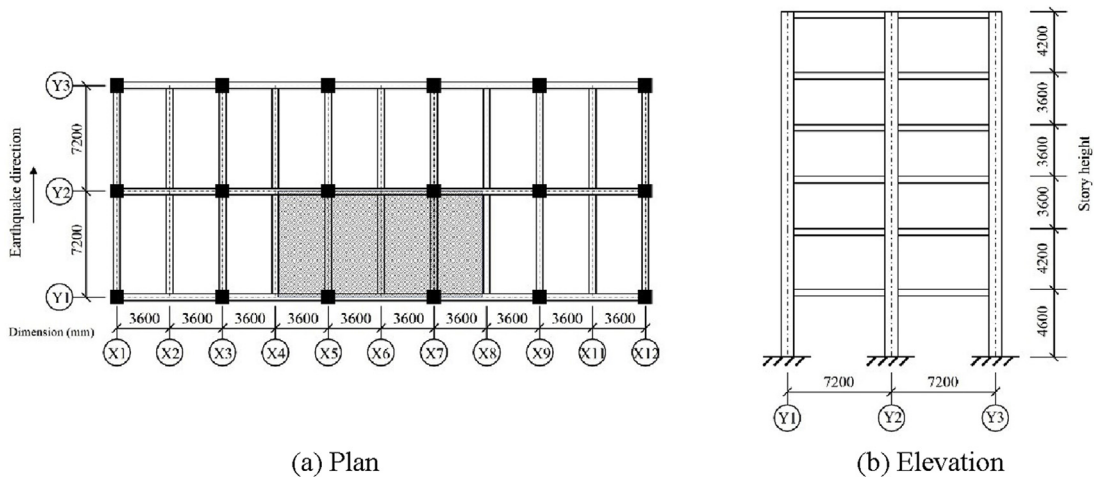 Y3
7200
Y2
7200
Y1
Earthquake direction
Dimension (mm)
3600 3600 3600 3600 3600 3600 3600 3600 3600 3600
X1 X2 X3 X4 X5 X6 X7 X8 X9 X11 X12
(a) Plan
4200
3600
3600
3600
4200
4600
Story height
7200 7200
Y1 Y2 Y3
(b) Elevation